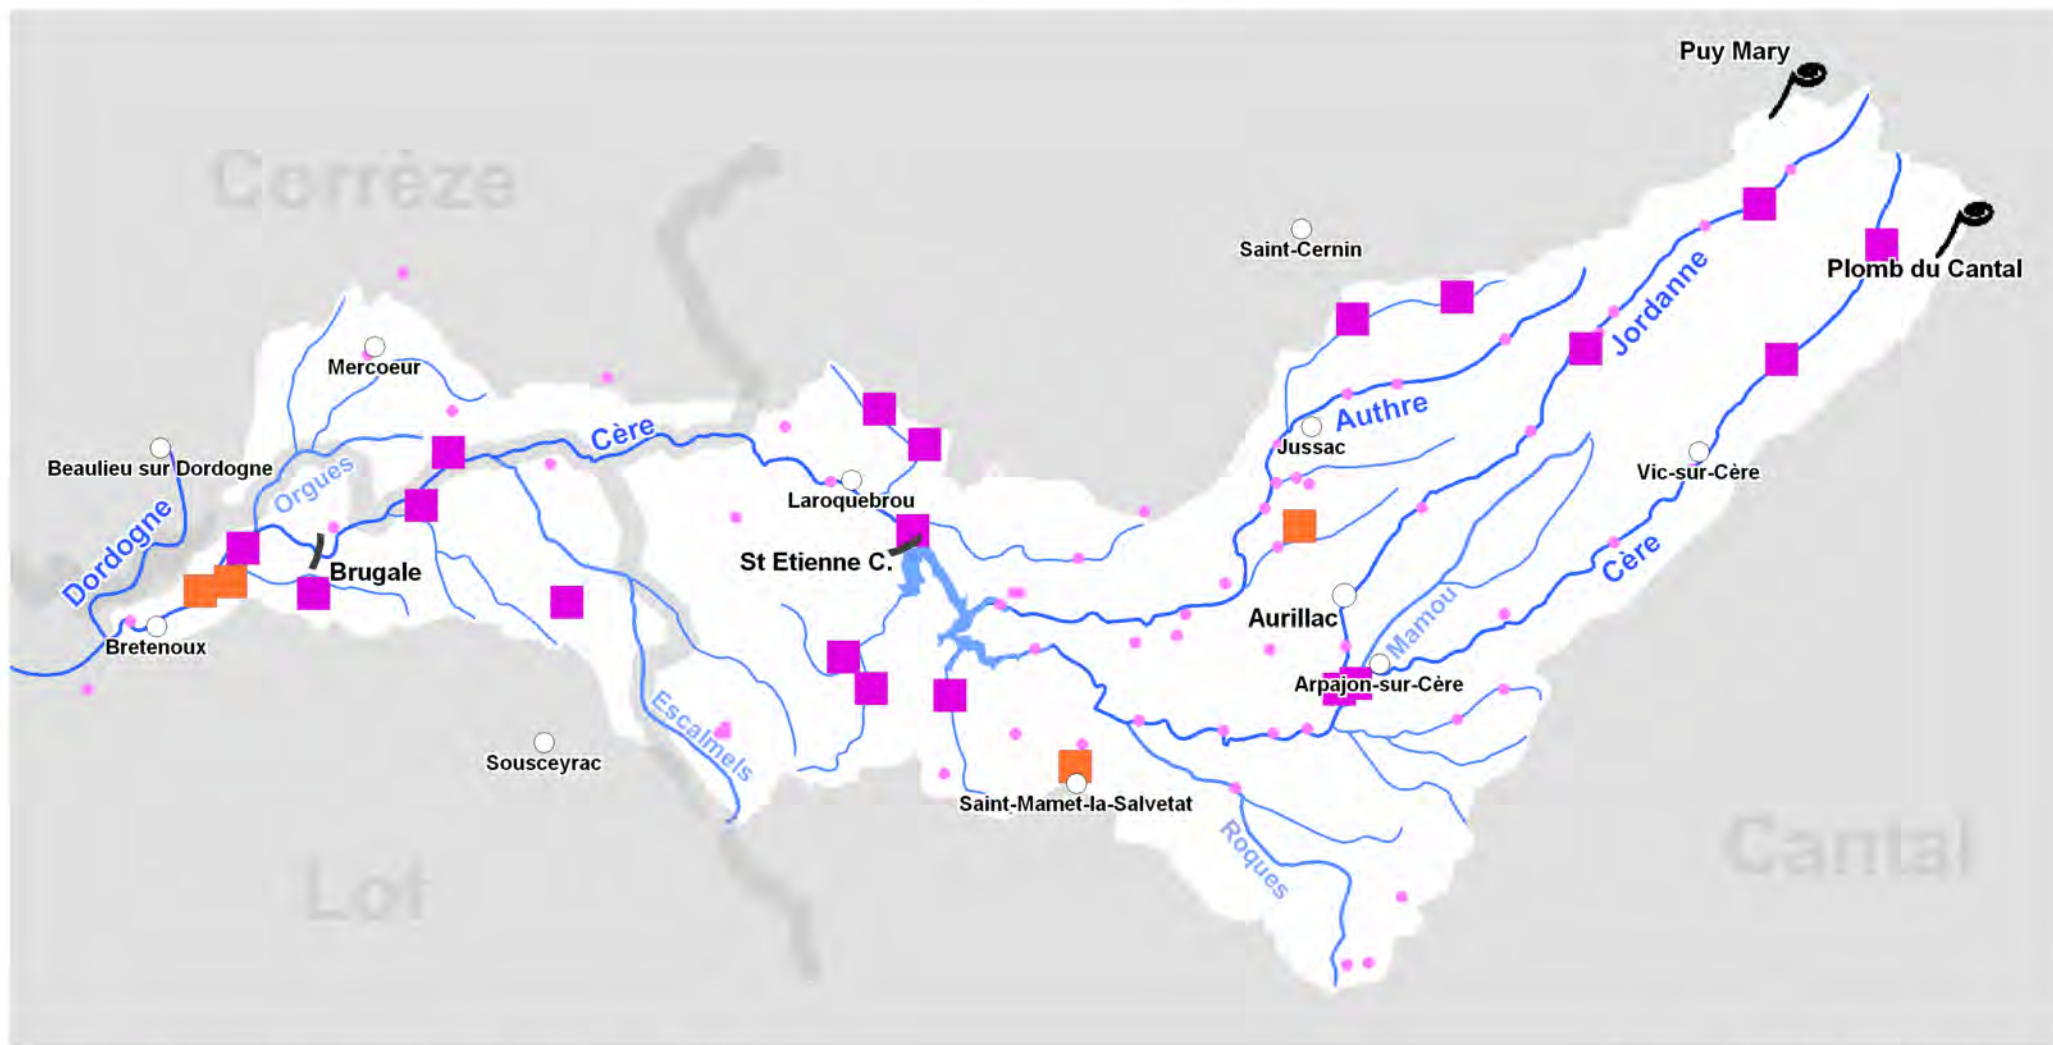 Puy Mary
Corrèze
Saint-Cernin
Plomb du Cantal
Jordanne
Mercoeur
Authre
Cère
Jussac
Beaulieu sur Dordogne
Orgues
Vic-sur-Cère
Laroquebrou
Dordogne
St Etienne C.
Brugale
Cère
Aurillac
Mamou
Bretenoux
Arpajon-sur-Cère
Escalmels
Sousceyrac
Saint-Mamet-la-Salvetat
Roques
Cantal
Lot